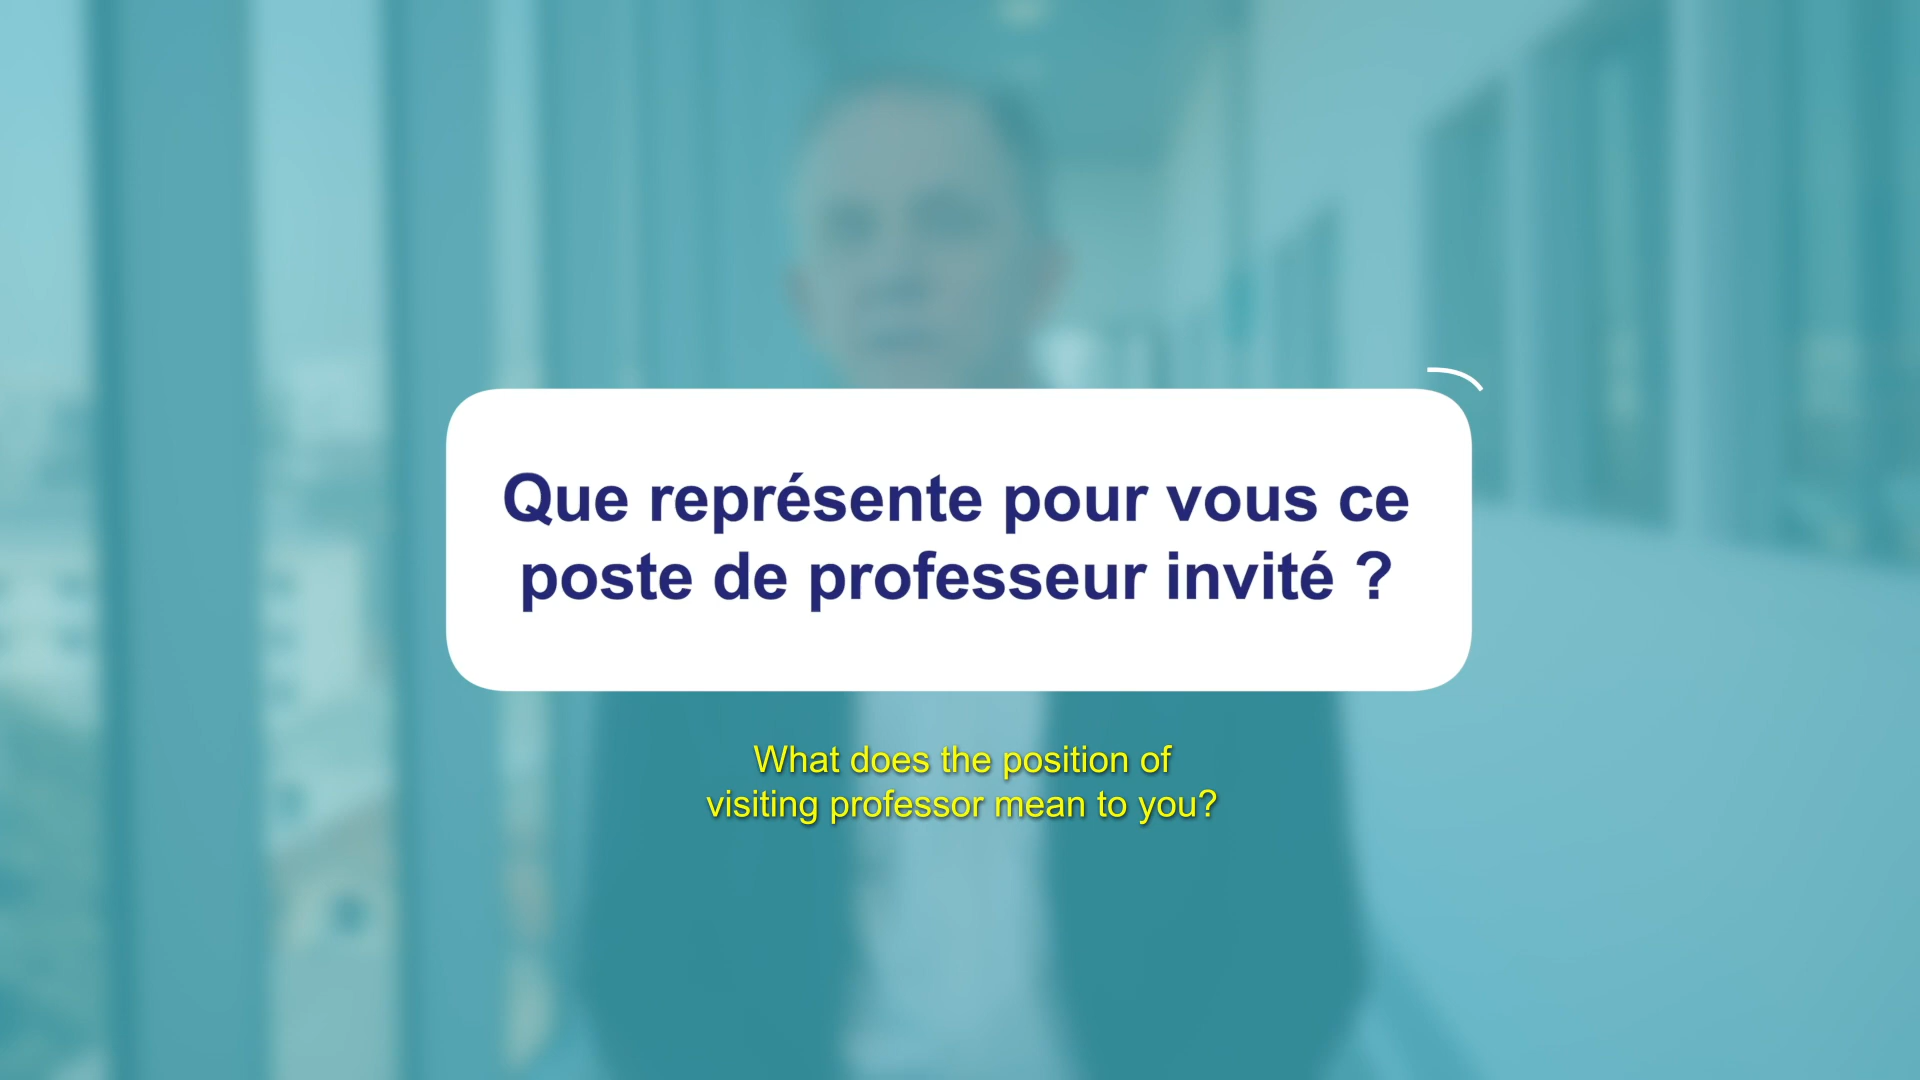 Que représente pour vous ce
poste de professeur invité ?
What does the position of
visiting professor mean to you?